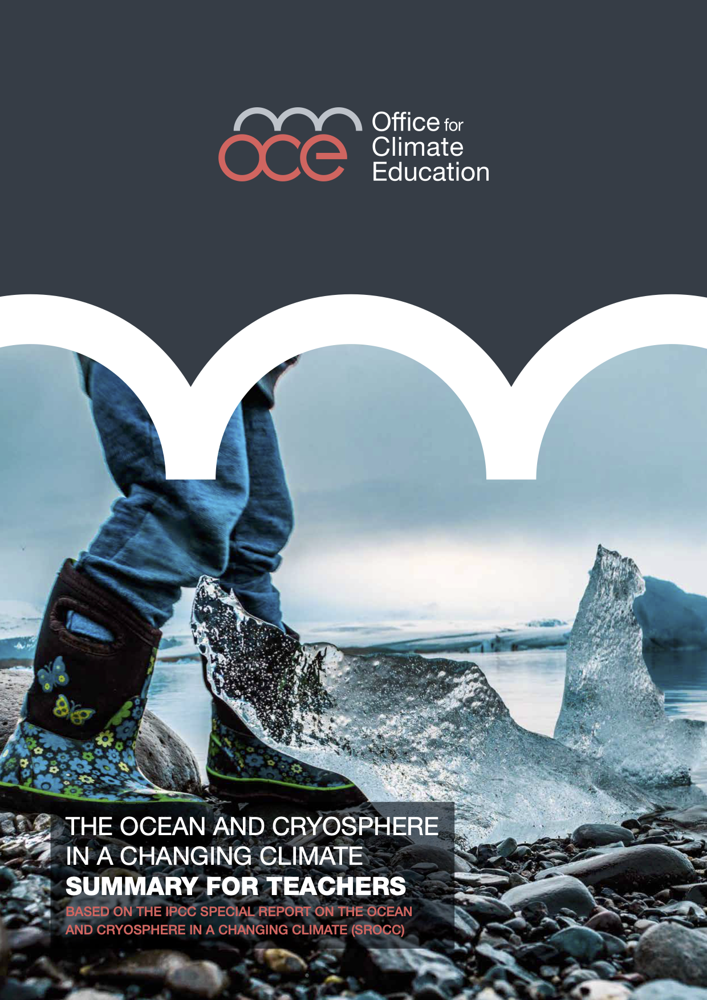 oce
Office for
Climate
Education
THE OCEAN AND CRYOSPHERE
IN A CHANGING CLIMATE
SUMMARY FOR TEACHERS
BASED ON THE IPCC SPECIAL REPORT ON THE OCEAN
AND CRYOSPHERE IN A CHANGING CLIMATE (SROCC)